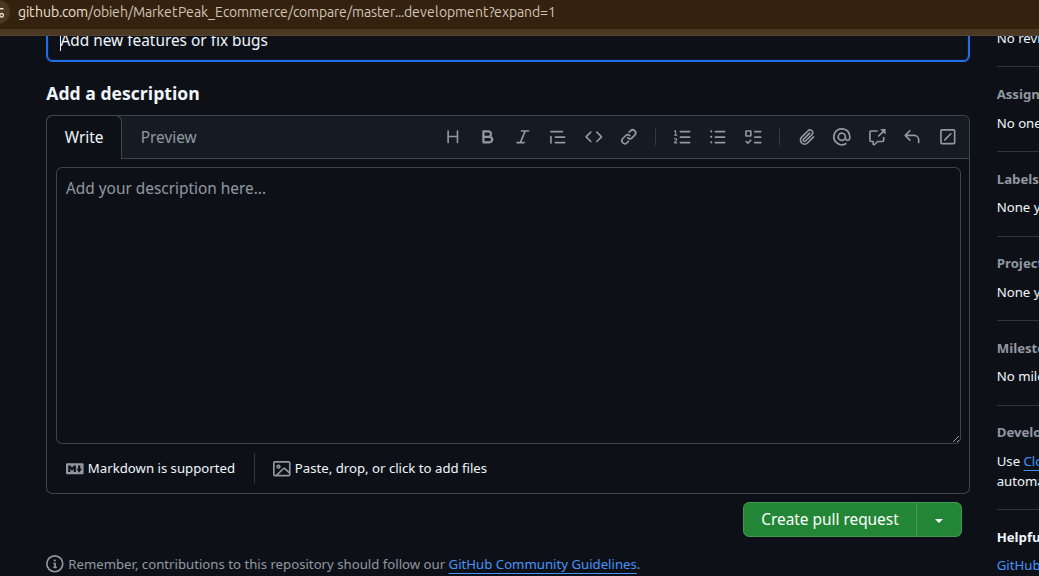 github.com/obieh/MarketPeak_Ecommerce/compare/master...development?expand=1
Add new features or fix bugs
Add a description
Write Preview
Add your description here...
Markdown is supported
Paste, drop, or click to add files
Create pull request
Remember, contributions to this repository should follow our GitHub Community Guidelines.
No revi
Assign
No one
Labels
None y
Project
None y
Milest
No mil
Develo
Use Clo
automa
Helpfu
GitHub